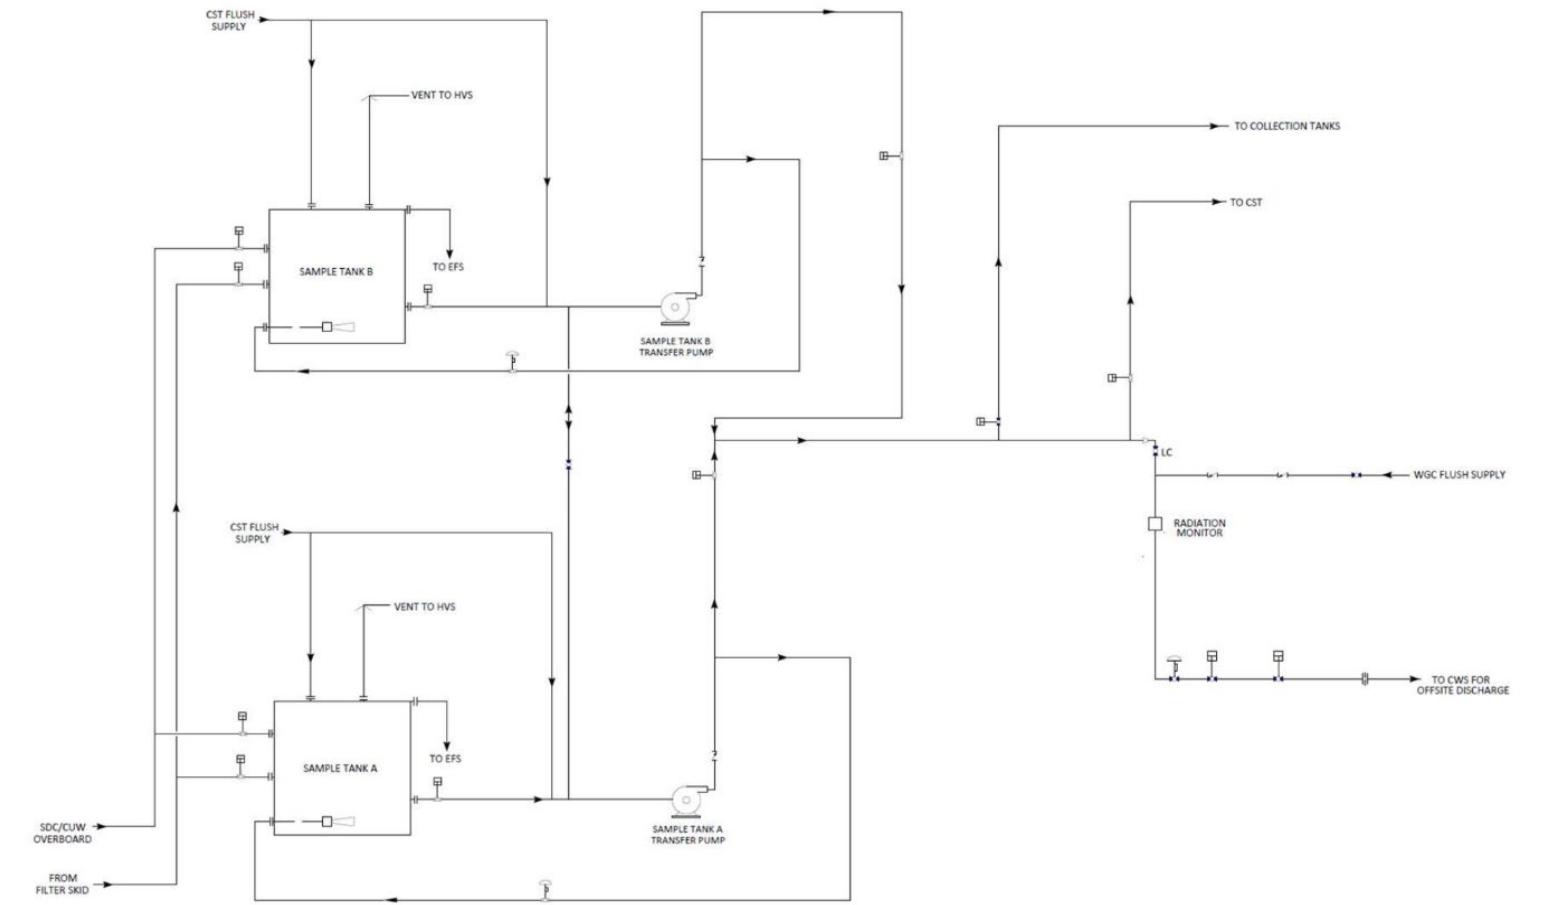 CST FLUSH
SUPPLY
VENT TO HVS
TO COLLECTION TANKS
TO CST
SAMPLE TANK B
TO EFS
SAMPLE TANK B
TRANSFER PUMP
LC
WGC FLUSH SUPPLY
RADIATION
MONITOR
CST FLUSH
SUPPLY
VENT TO HVS
TO CWS FOR
OFFSITE DISCHARGE
SAMPLE TANK A
TO EFS
SAMPLE TANK A
TRANSFER PUMP
SDC/CUW
OVERBOARD
FROM
FILTER SKID